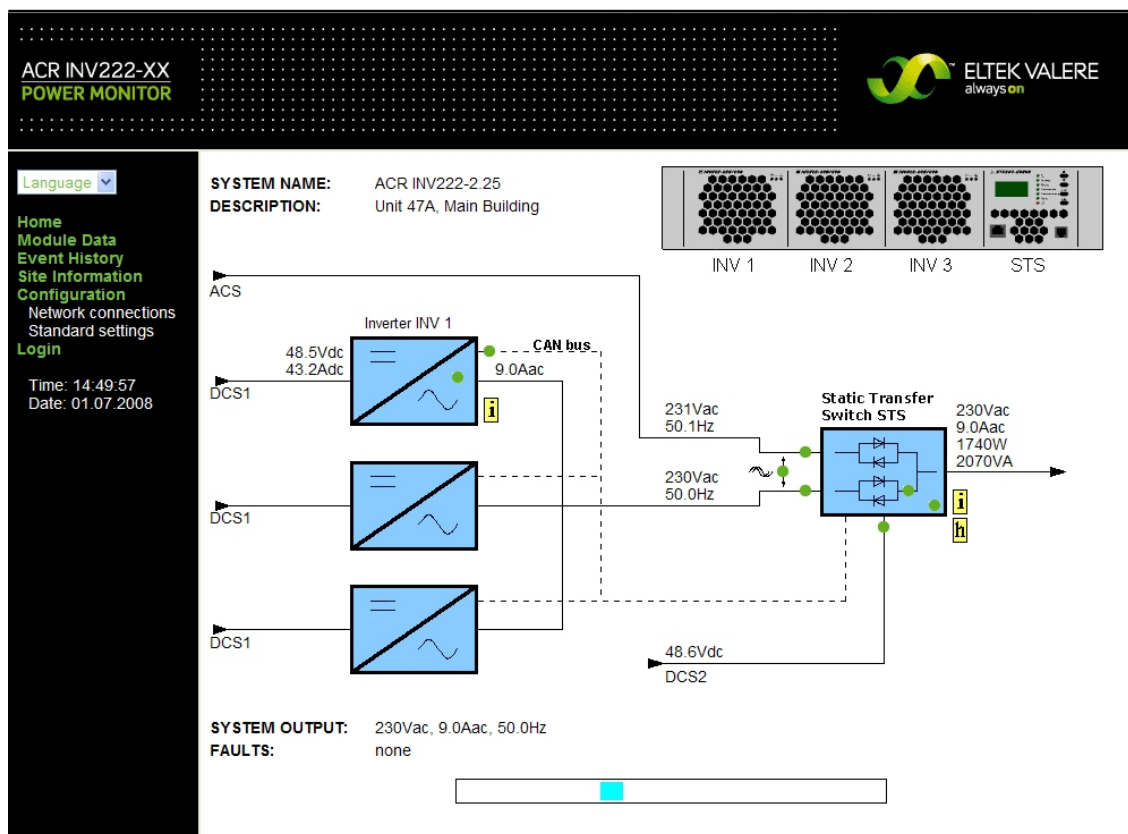 ACR INV222-XX
POWER MONITOR
ELTEK VALERE
always on
Language
Home
Module Data
Event History
Site Information
Configuration
Network connections
Standard settings
Login
Time: 14:49:57
Date: 01.07.2008
SYSTEM NAME: ACR INV222-2.25
DESCRIPTION: Unit 47A, Main Building
INV 1 INV 2 INV 3 STS
ACS
Inverter INV 1
CAN bus
48.5Vdc
43.2Adc
DCS1
9.0Aac
i
231Vac
50.1Hz
Static Transfer
Switch STS
230Vac
9.0Aac
1740W
2070VA
230Vac
50.0Hz
i
h
DCS1
DCS1
48.6Vdc
DCS2
SYSTEM OUTPUT: 230Vac, 9.0Aac, 50.0Hz
FAULTS: none